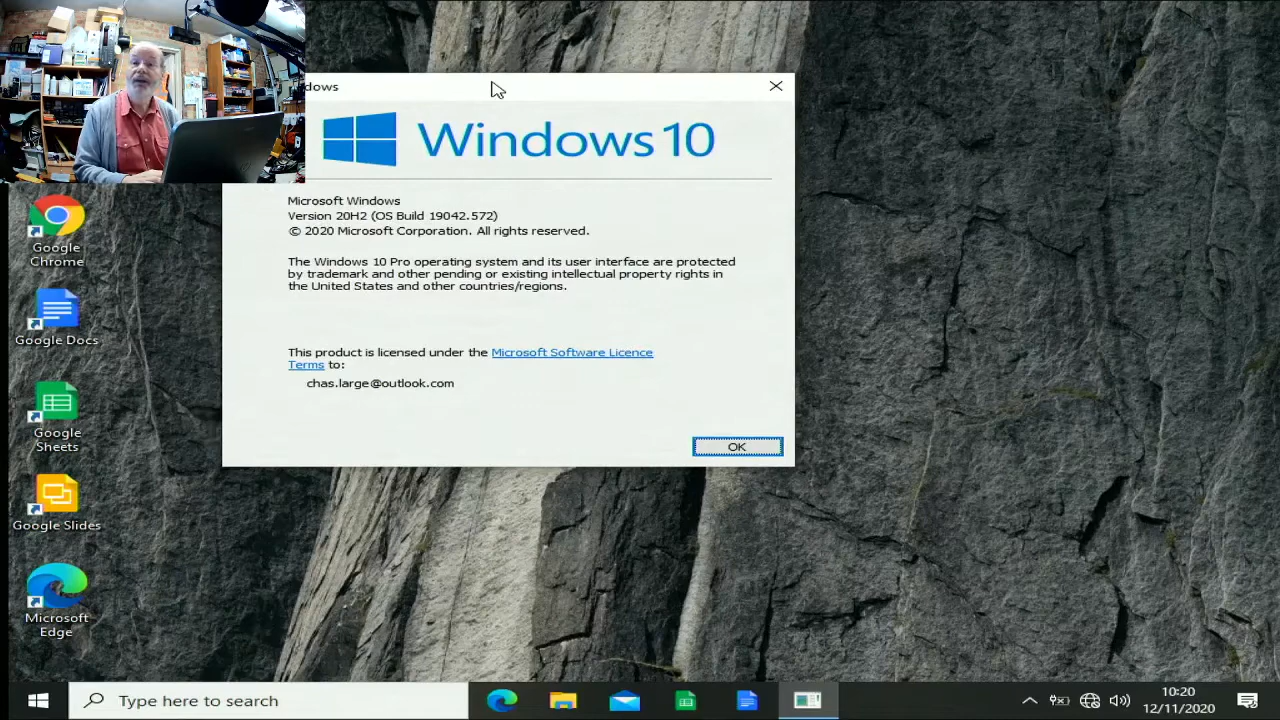 dows
Windows 10
Microsoft Windows
Version 20H2 (OS Build 19042.572)
© 2020 Microsoft Corporation. All rights reserved.
The Windows 10 Pro operating system and its user interface are protected
by trademark and other pending or existing intellectual property rights in
the United States and other countries/regions.
This product is licensed under the Microsoft Software Licence
Terms to:
chas.large@outlook.com
OK
Google
Chrome
Google Docs
Google
Sheets
Google Slides
Microsoft
Edge
Type here to search
10:20
12/11/2020